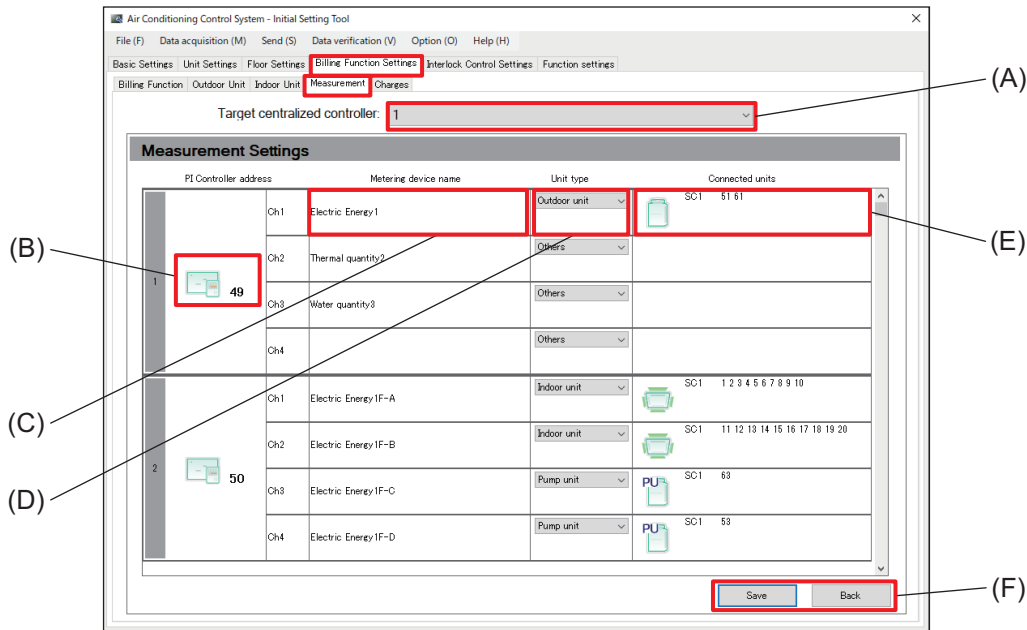 Air Conditioning Control System - Initial Setting Tool
File (F) Data acquisition (M) Send (S) Data verification (V) Option (O) Help (H)
Basic Settings Unit Settings Floor Settings Billing Function Settings Interlock Control Settings Function settings
Billing Function Outdoor Unit Indoor Unit Measurement Charges
(A)
Target centralized controller: 1
Measurement Settings
PI Controller address Metering device name Unit type Connected units
1
49
Ch1 Electric Energy1 Outdoor unit SC1 51 61
Ch2 Thermal quantity2 Others
Ch3 Water quantity3 Others
Ch4 Others
2
50
Ch1 Electric Energy1F-A Indoor unit SC1 1 2 3 4 5 6 7 8 9 10
Ch2 Electric Energy1F-B Indoor unit SC1 11 12 13 14 15 16 17 18 19 20
Ch3 Electric Energy1F-C Pump unit PU SC1 63
Ch4 Electric Energy1F-D Pump unit PU SC1 53
(B)
(C)
(D)
(E)
Save Back
(F)